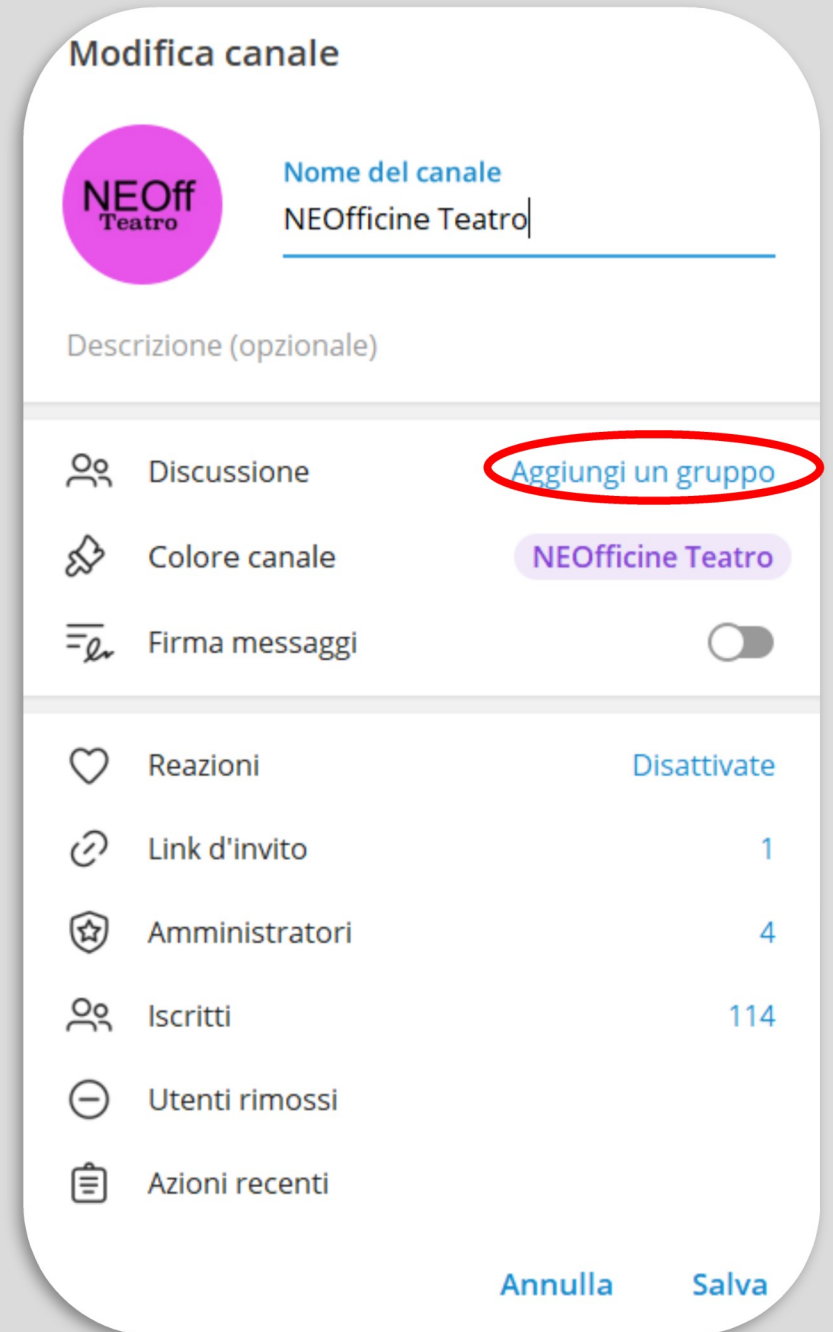 Modifica canale
NEOff
Teatro
Nome del canale
NEOfficine Teatro
Descrizione (opzionale)
Discussione Aggiungi un gruppo
Colore canale NEOfficine Teatro
Firma messaggi
Reazioni Disattivate
Link d'invito 1
Amministratori 4
Iscritti 114
Utenti rimossi
Azioni recenti
Annulla Salva